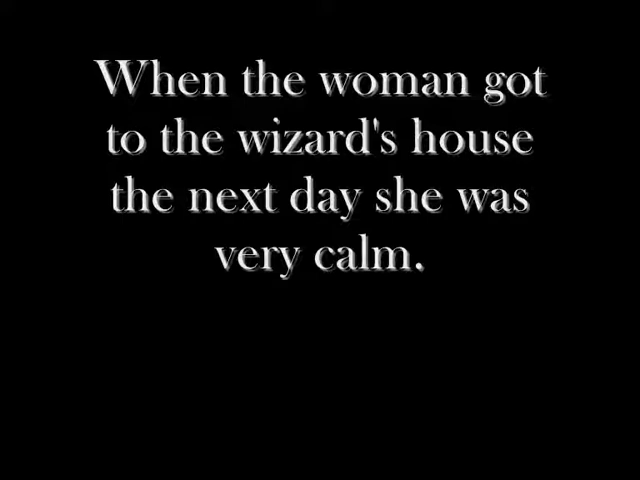 When the woman got
to the wizard's house
the next day she was
very calm.